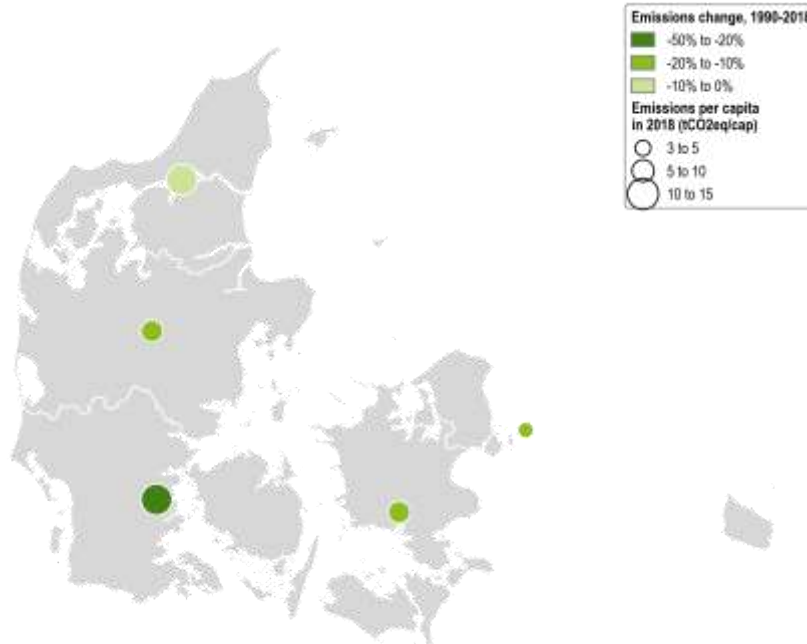 Emissions change, 1990-2018
-50% to -20%
-20% to -10%
-10% to 0%
Emissions per capita
in 2018 (tCO2eq/cap)
3 to 5
5 to 10
10 to 15